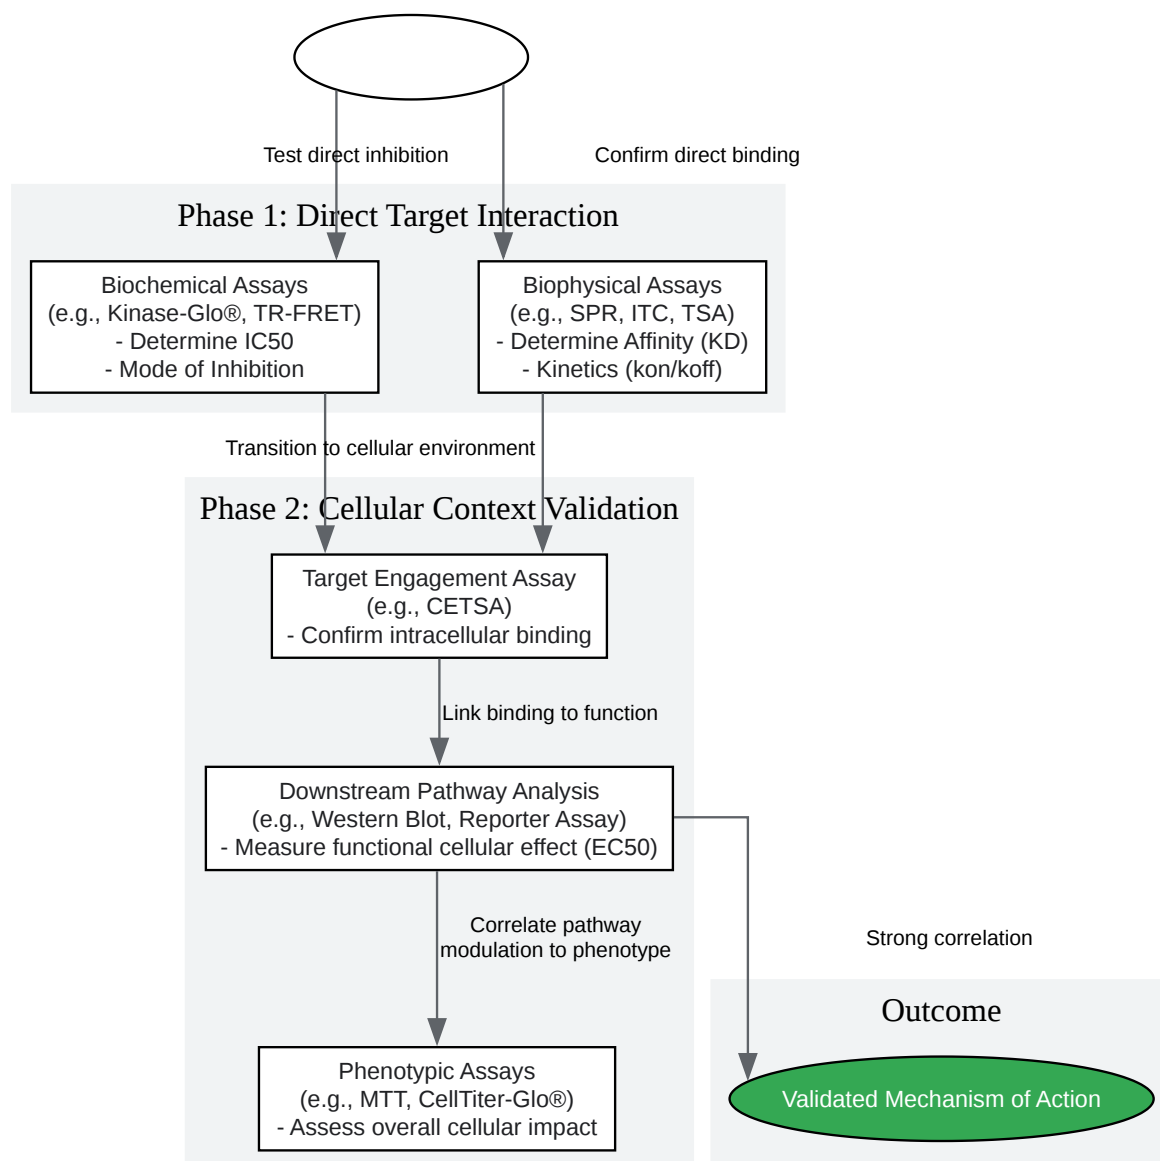 Test direct inhibition
Confirm direct binding
Phase 1: Direct Target Interaction
Biochemical Assays
(e.g., Kinase-Glo®, TR-FRET)
- Determine IC50
- Mode of Inhibition
Biophysical Assays
(e.g., SPR, ITC, TSA)
- Determine Affinity (KD)
- Kinetics (kon/koff)
Transition to cellular environment
Phase 2: Cellular Context Validation
Target Engagement Assay
(e.g., CETSA)
- Confirm intracellular binding
Link binding to function
Downstream Pathway Analysis
(e.g., Western Blot, Reporter Assay)
- Measure functional cellular effect (EC50)
Correlate pathway
modulation to phenotype
Strong correlation
Outcome
Phenotypic Assays
(e.g., MTT, CellTiter-Glo®)
- Assess overall cellular impact
Validated Mechanism of Action